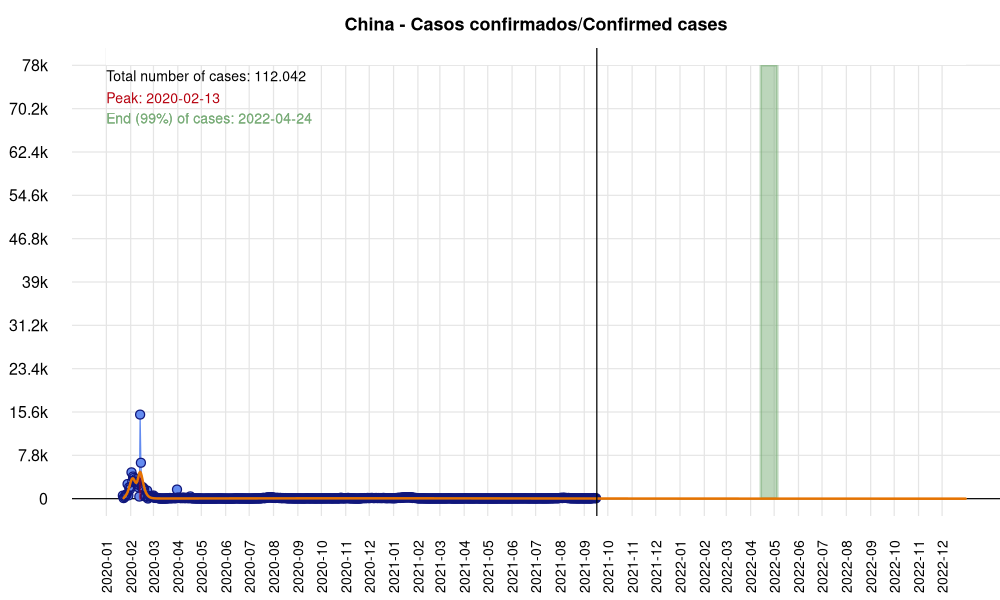 China - Casos confirmados/Confirmed cases
Total number of cases: 112.042
Peak: 2020-02-13
End (99%) of cases: 2022-04-24
78k
70.2k
62.4k
54.6k
46.8k
39k
31.2k
23.4k
15.6k
7.8k
0
2020-01
2020-02
2020-03
2020-04
2020-05
2020-06
2020-07
2020-08
2020-09
2020-10
2020-11
2020-12
2021-01
2021-02
2021-03
2021-04
2021-05
2021-06
2021-07
2021-08
2021-09
2021-10
2021-11
2021-12
2022-01
2022-02
2022-03
2022-04
2022-05
2022-06
2022-07
2022-08
2022-09
2022-10
2022-11
2022-12